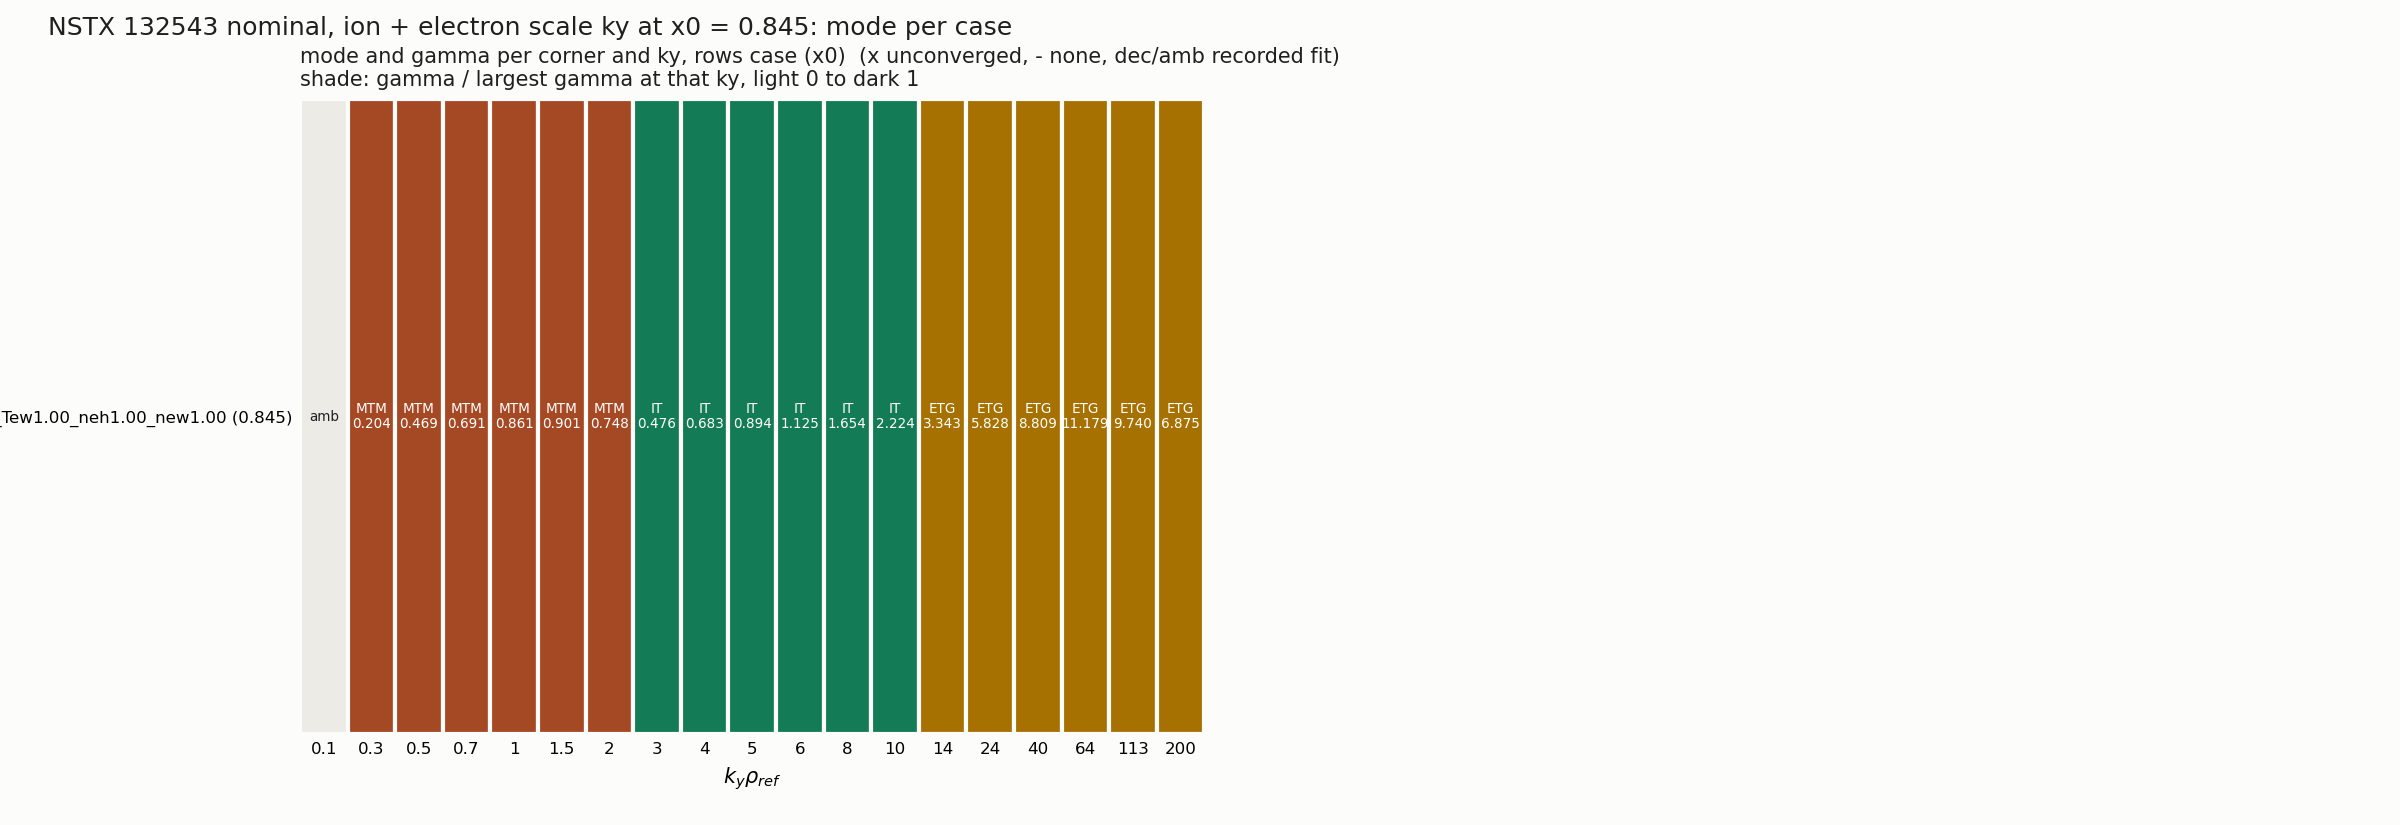 NSTX 132543 nominal, ion + electron scale ky at x0 = 0.845: mode per case
mode and gamma per corner and ky, rows case (x0)  (x unconverged, - none, dec/amb recorded fit)
shade: gamma / largest gamma at that ky, light 0 to dark 1
_Tew1.00_neh1.00_new1.00 (0.845)
amb
MTM MTM MTM MTM MTM MTM IT IT IT IT IT IT ETG ETG ETG ETG ETG ETG
0.204 0.469 0.691 0.861 0.901 0.748 0.476 0.683 0.894 1.125 1.654 2.224 3.343 5.828 8.809 11.179 9.740 6.875
0.1 0.3 0.5 0.7 1 1.5 2 3 4 5 6 8 10 14 24 40 64 113 200
k_yρ_ref